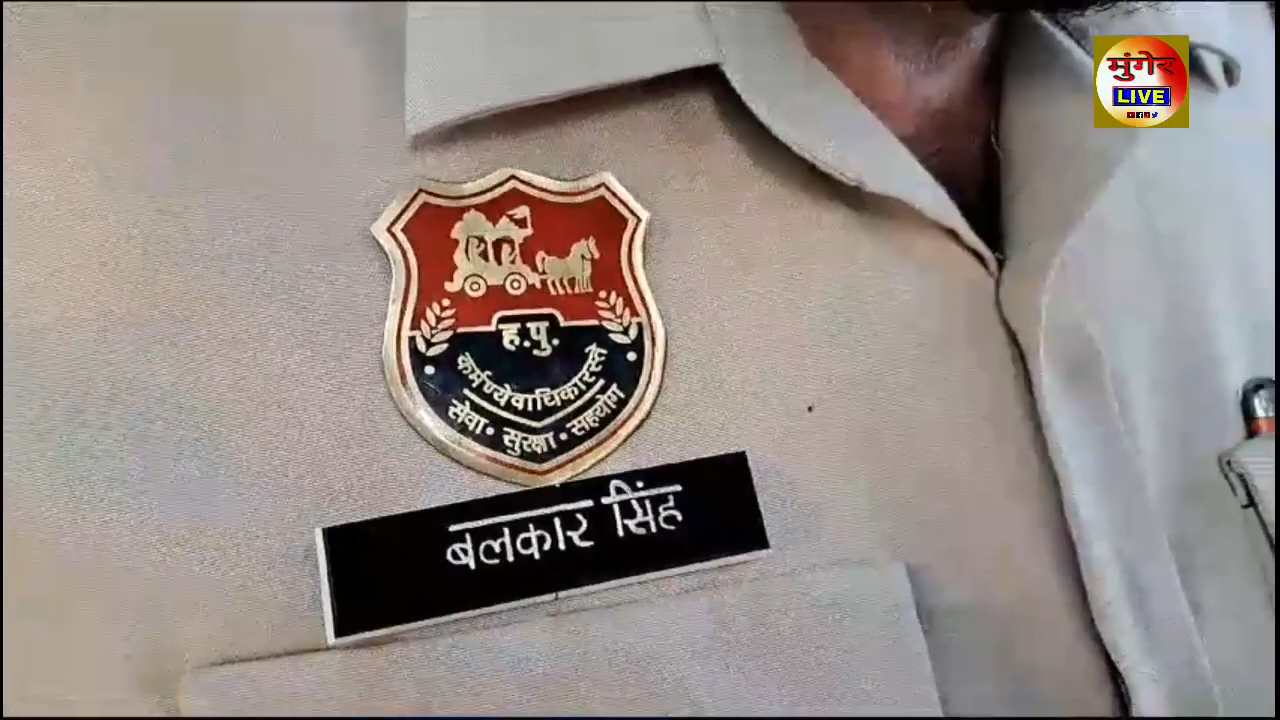 मुंगेर
LIVE
ह.पु.
कर्मण्येवाधिकारस्ते
सेवा • सुरक्षा • सहयोग
बलकार सिंह